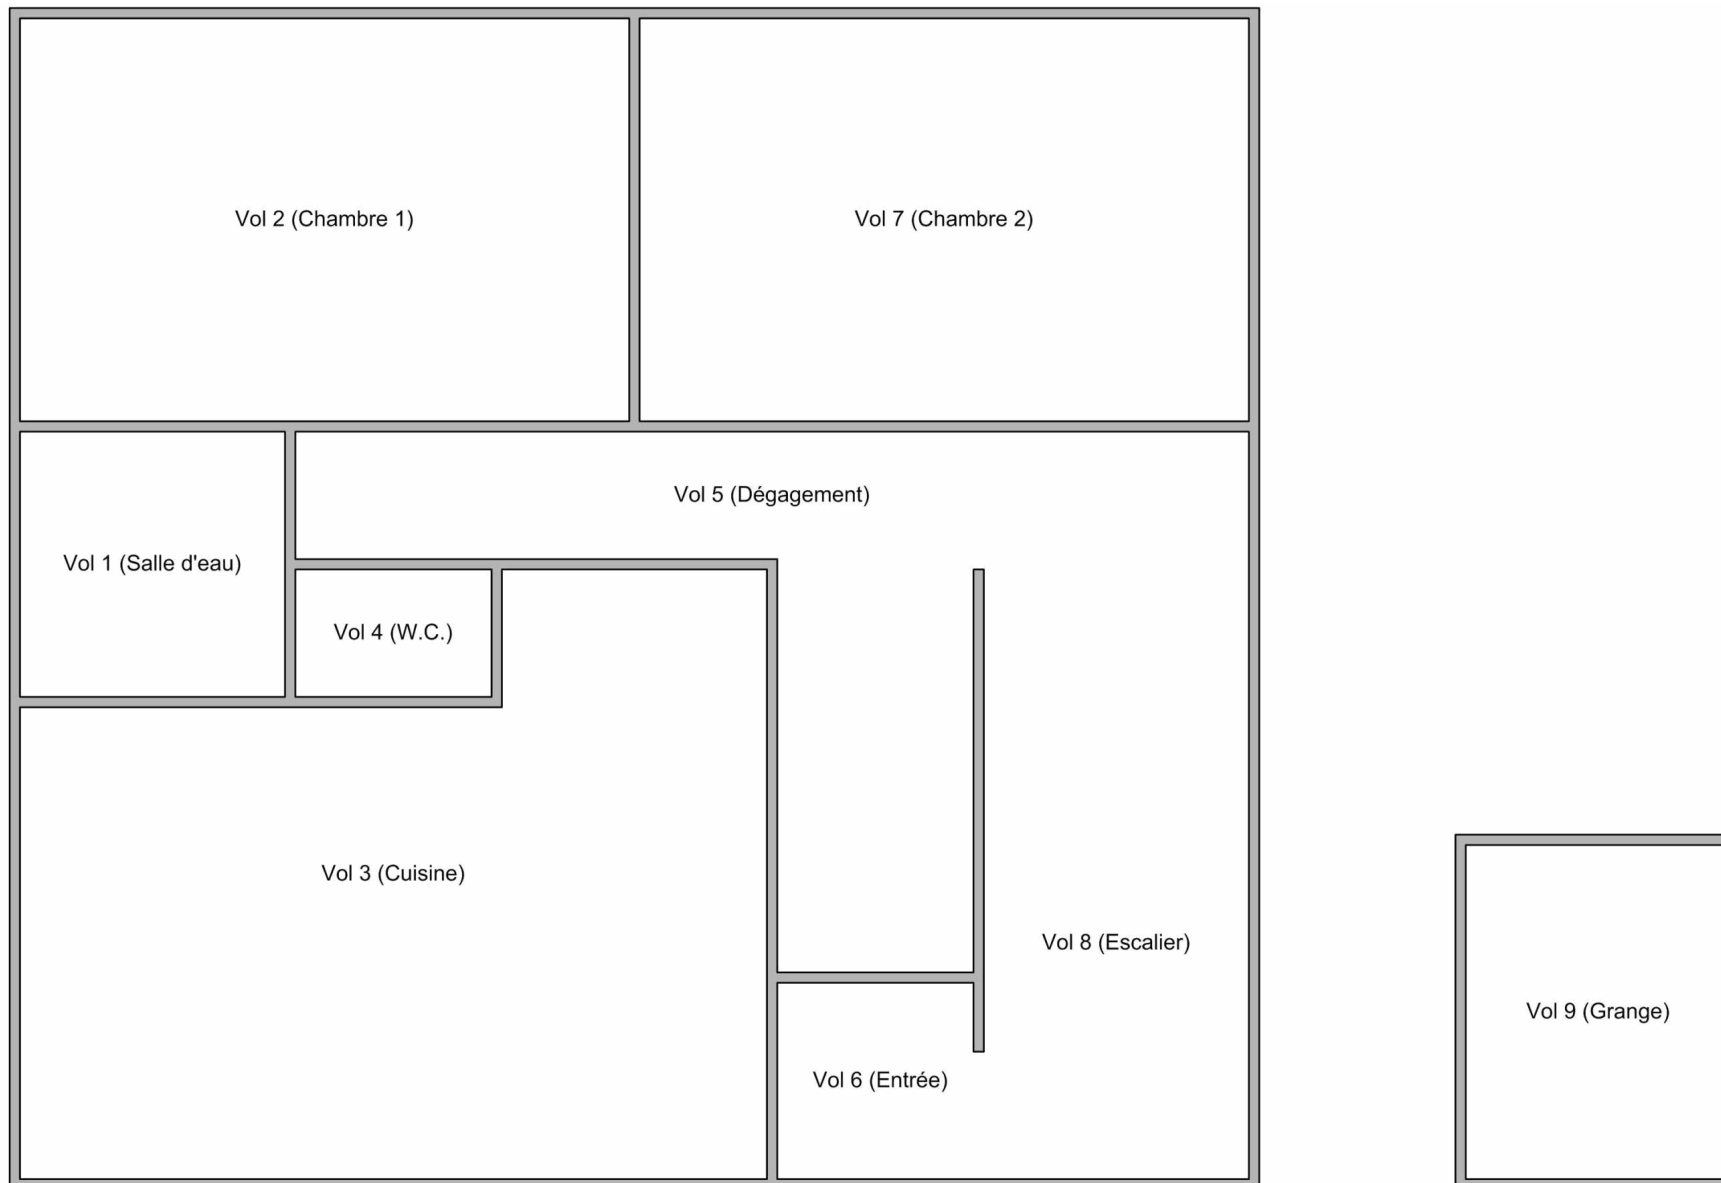 Vol 2 (Chambre 1)
Vol 7 (Chambre 2)
Vol 5 (Dégagement)
Vol 1 (Salle d'eau)
Vol 4 (W.C.)
Vol 3 (Cuisine)
Vol 8 (Escalier)
Vol 9 (Grange)
Vol 6 (Entrée)